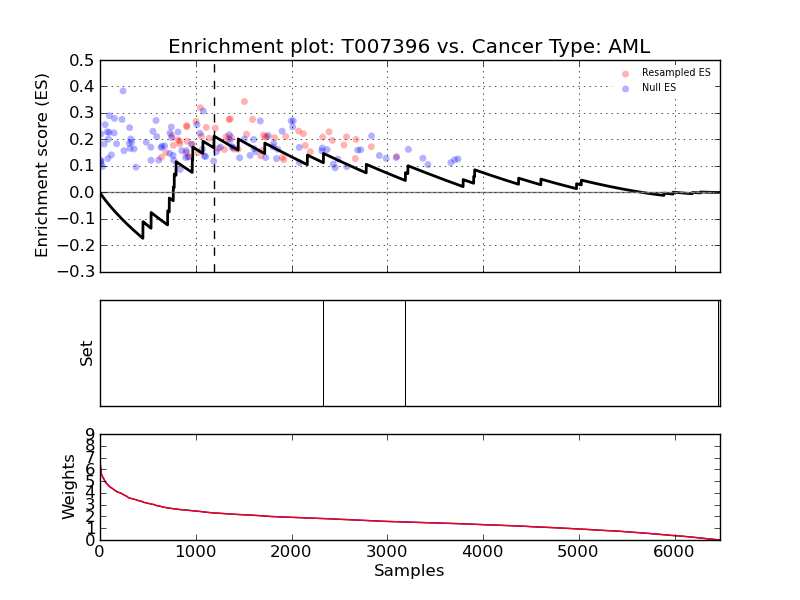 Enrichment plot: T007396 vs. Cancer Type: AML
Enrichment score (ES)
0.5
0.4
0.3
0.2
0.1
0.0
−0.1
−0.2
−0.3
Resampled ES
Null ES
Set
Weights
9
8
7
6
5
4
3
2
1
0
0 1000 2000 3000 4000 5000 6000
Samples